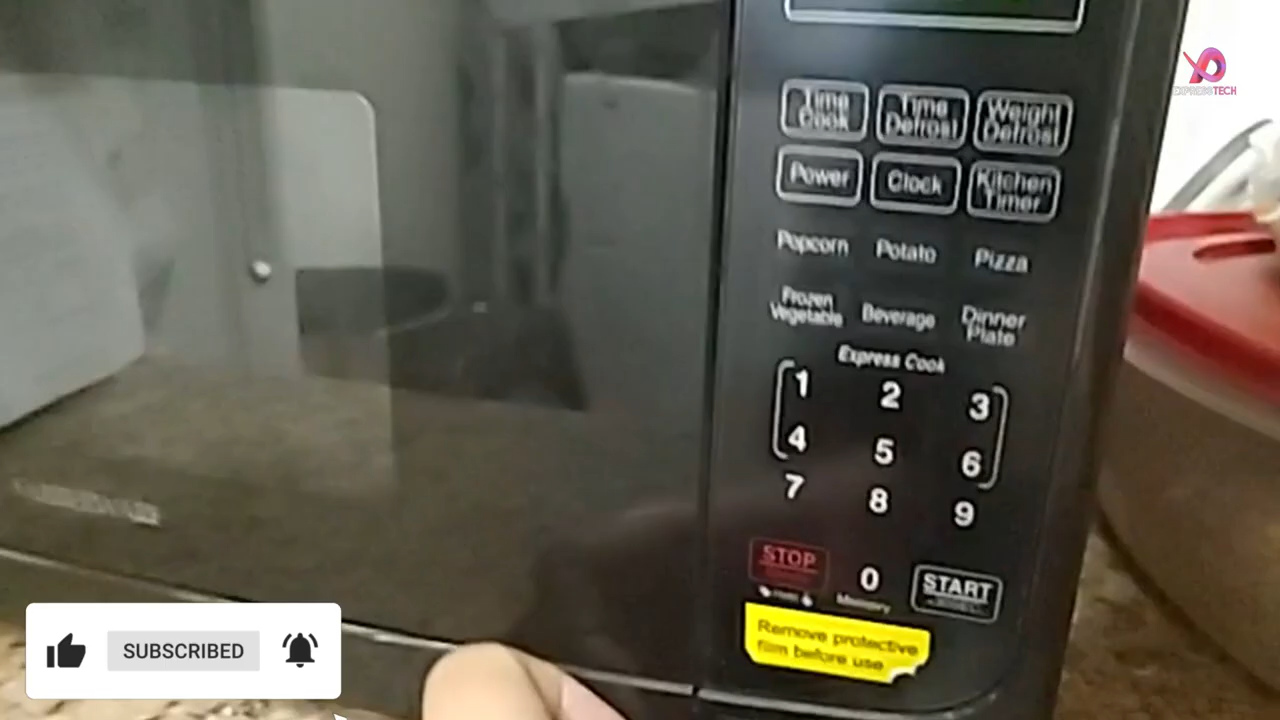 EXPRESSTECH
Time
Cook
Time
Defrost
Weight
Defrost
Power
Clock
Kitchen
Timer
Popcorn
Potato
Pizza
Frozen
Vegetable
Beverage
Dinner
Plate
Express Cook
1
2
3
4
5
6
7
8
9
STOP
0
START
Memory
Remove protective
film before use
SUBSCRIBED